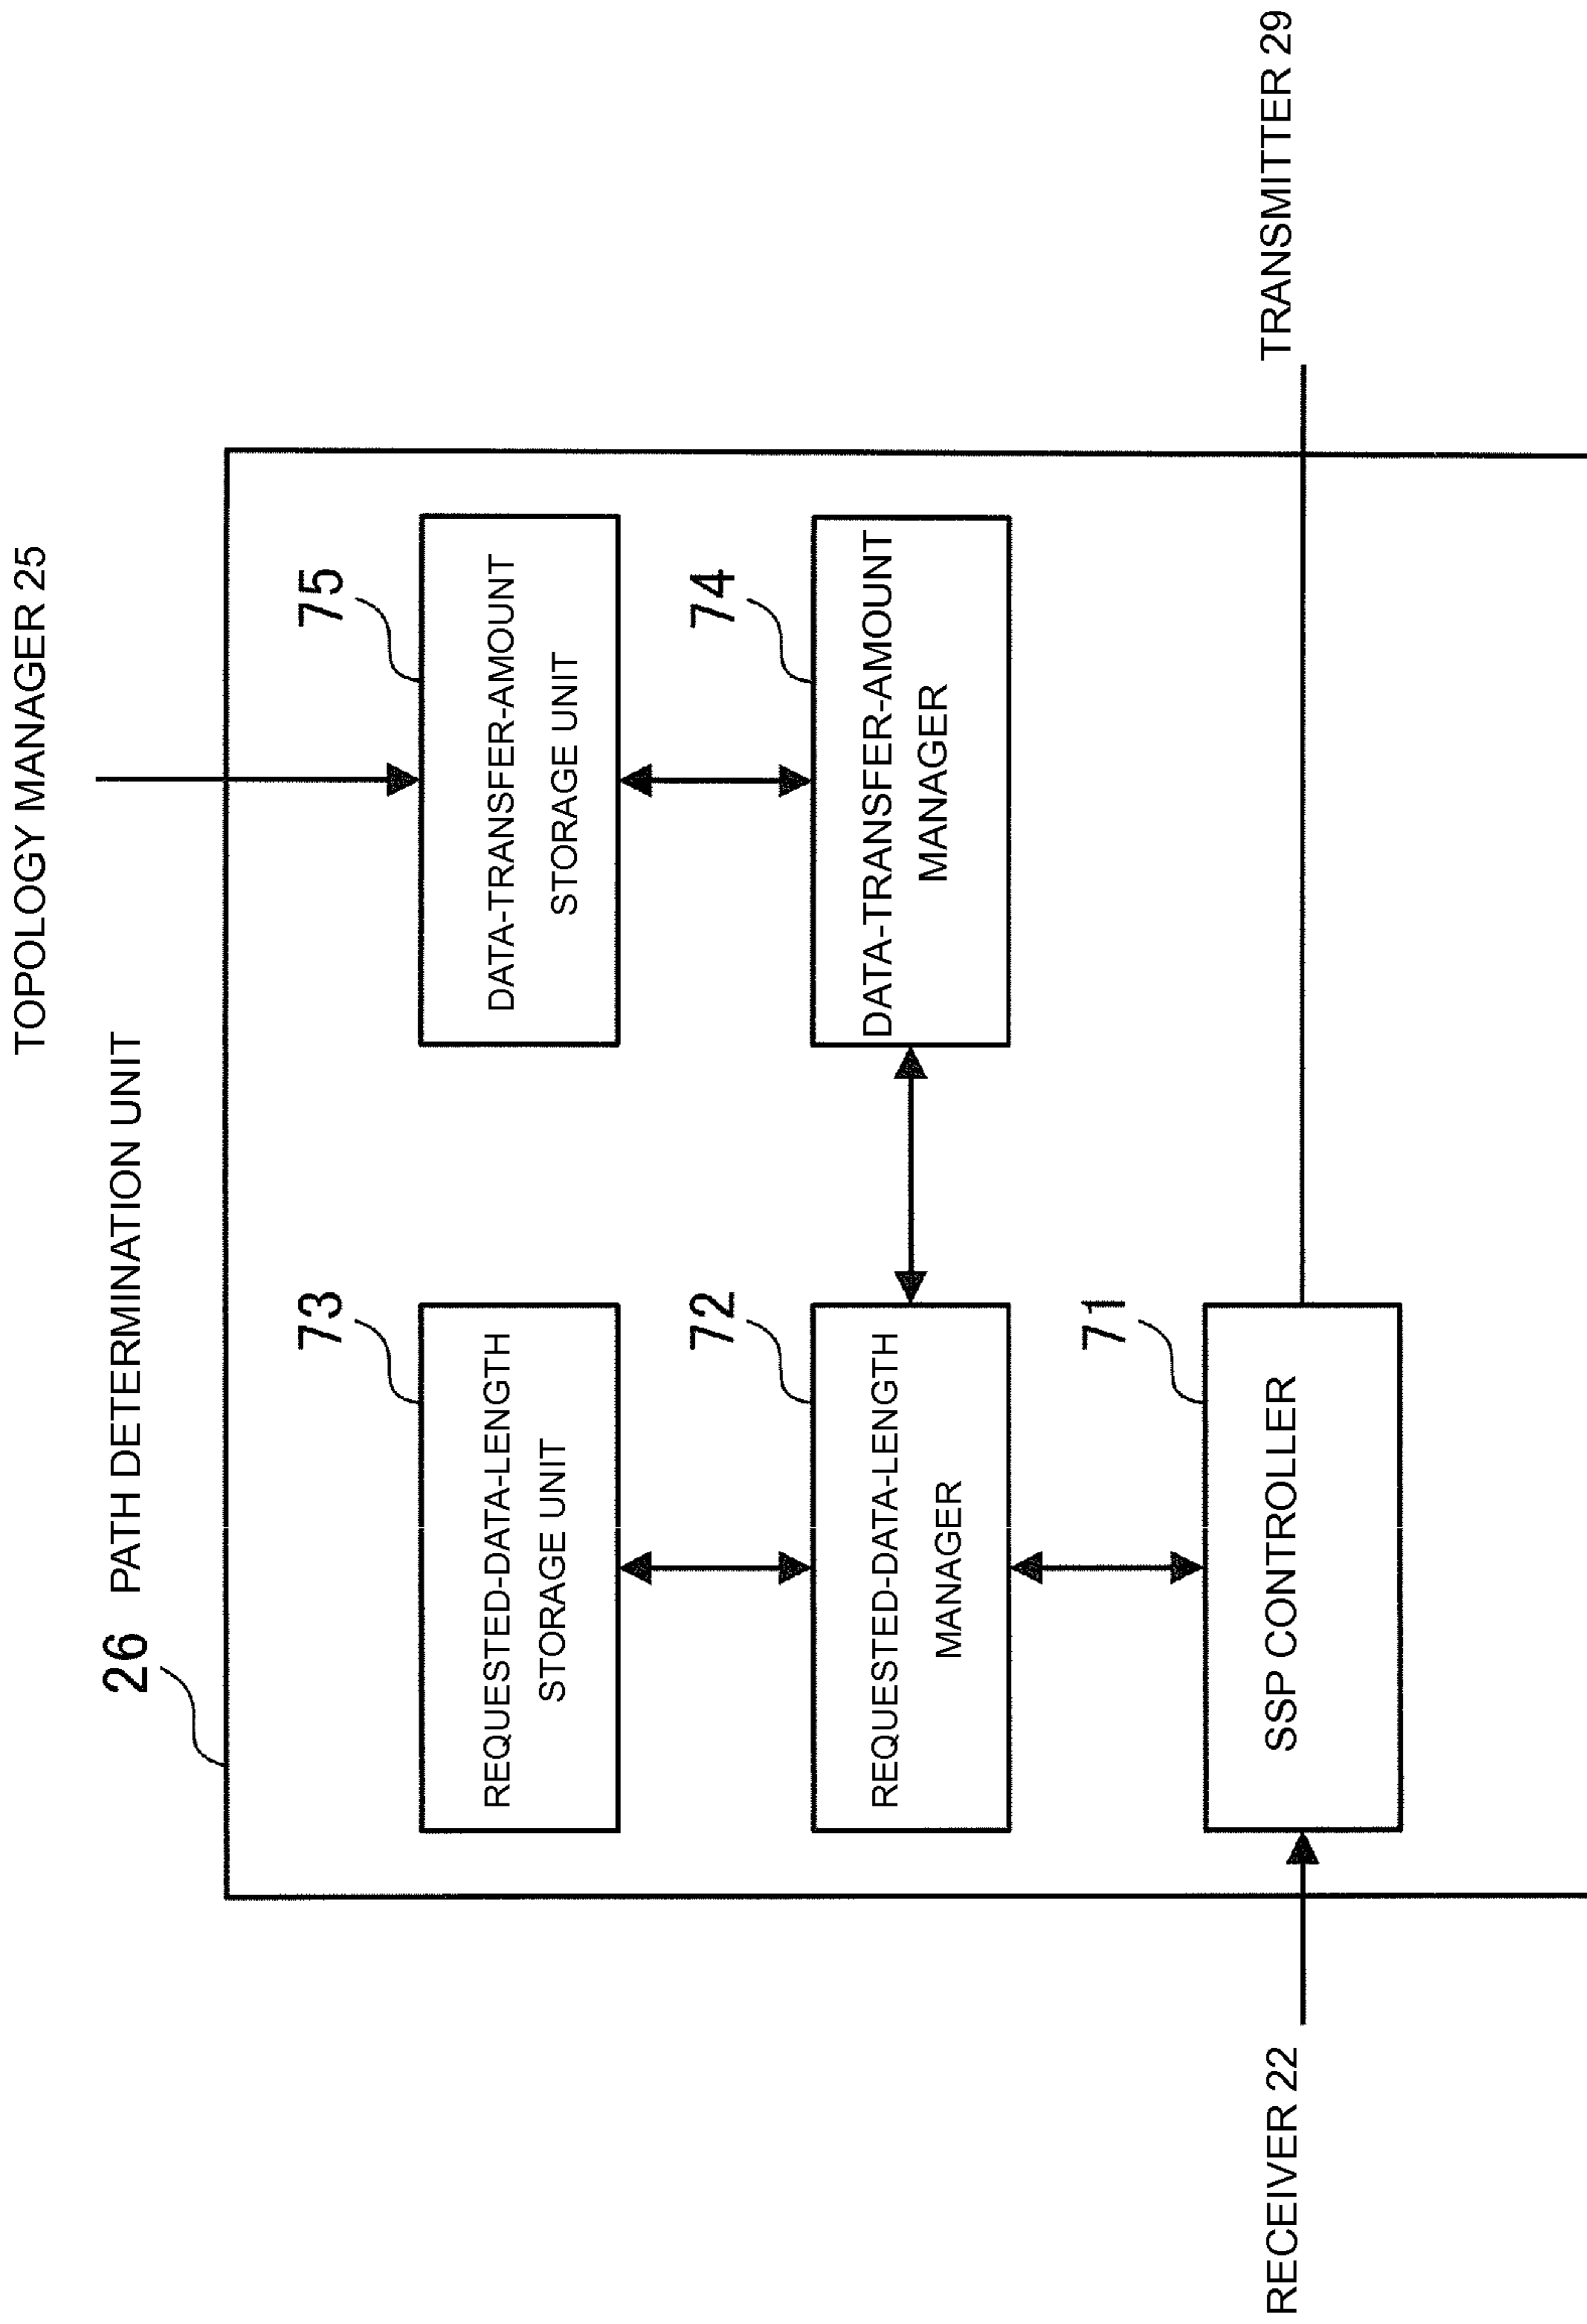 TOPOLOGY MANAGER 25
26 PATH DETERMINATION UNIT
73
REQUESTED-DATA-LENGTH
STORAGE UNIT
75
DATA-TRANSFER-AMOUNT
STORAGE UNIT
72
REQUESTED-DATA-LENGTH
MANAGER
74
DATA-TRANSFER-AMOUNT
MANAGER
71
SSP CONTROLLER
RECEIVER 22
TRANSMITTER 29